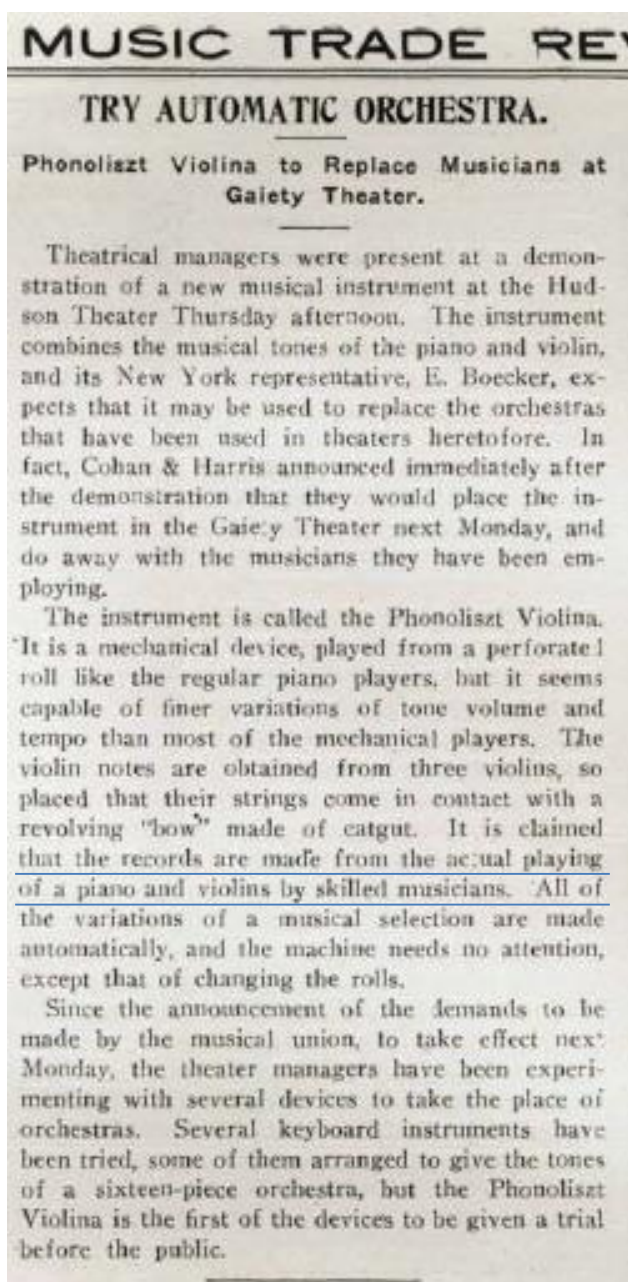 MUSIC TRADE REV
TRY AUTOMATIC ORCHESTRA.
Phonoliszt Violina to Replace Musicians at
Gaiety Theater.
Theatrical managers were present at a demon-
stration of a new musical instrument at the Hud-
son Theater Thursday afternoon. The instrument
combines the musical tones of the piano and violin,
and its New York representative, E. Boecker, ex-
pects that it may be used to replace the orchestras
that have been used in theaters heretofore. In
fact, Cohan & Harris announced immediately after
the demonstration that they would place the in-
strument in the Gaiety Theater next Monday, and
do away with the musicians they have been em-
ploying.
The instrument is called the Phonoliszt Violina.
It is a mechanical device, played from a perforated
roll like the regular piano players, but it seems
capable of finer variations of tone volume and
tempo than most of the mechanical players. The
violin notes are obtained from three violins, so
placed that their strings come in contact with a
revolving "bow" made of catgut. It is claimed
that the records are made from the actual playing
of a piano and violins by skilled musicians. All of
the variations of a musical selection are made
automatically, and the machine needs no attention,
except that of changing the rolls.
Since the announcement of the demands to be
made by the musical union, to take effect next
Monday, the theater managers have been experi-
menting with several devices to take the place of
orchestras. Several keyboard instruments have
been tried, some of them arranged to give the tones
of a sixteen-piece orchestra, but the Phonoliszt
Violina is the first of the devices to be given a trial
before the public.